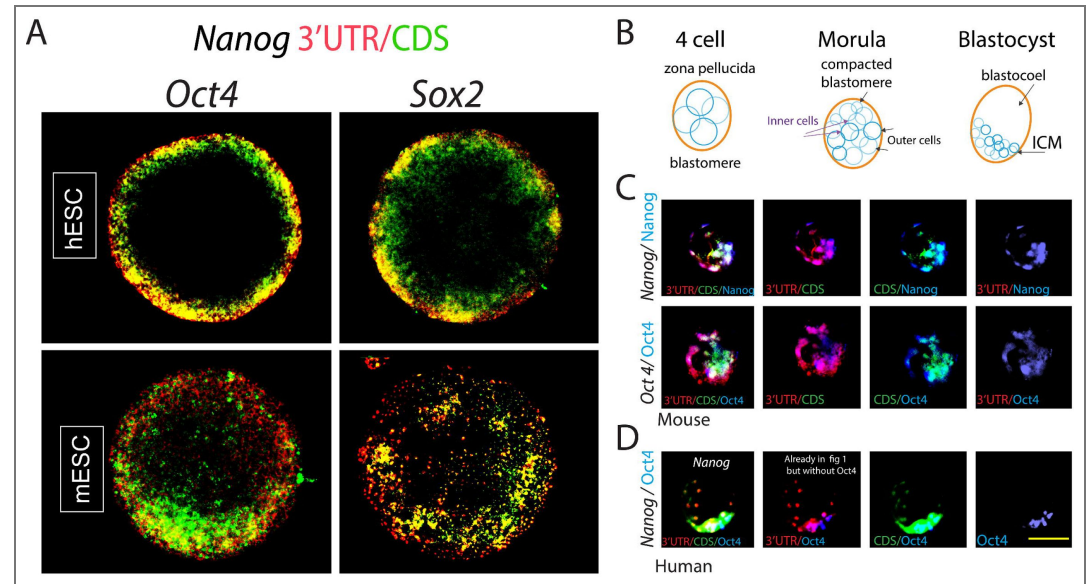 A
Nanog 3'UTR/CDS
Oct4
Sox2
hESC
mESC
B
4 cell
Morula
Blastocyst
zona pellucida
blastomere
compacted
blastomere
Inner cells
Outer cells
blastocoel
ICM
C
Nanog/Nanog
3'UTR/CDS/Nanog
3'UTR/CDS
CDS/Nanog
3'UTR/Nanog
Oct 4/Oct4
3'UTR/CDS/Oct4
3'UTR/CDS
CDS/Oct4
3'UTR/Oct4
Mouse
D
Nanog / Oct4
Nanog
3'UTR/CDS/Oct4
Already in fig 1
but without Oct4
3'UTR/Oct4
CDS/Oct4
Oct4
Human